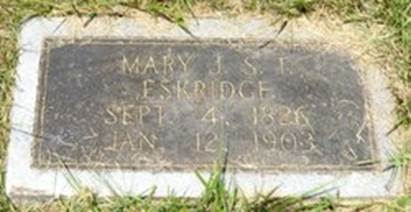 MARY J. S. T.
ESKRIDGE
SEPT. 4, 1826
JAN. 12, 1903